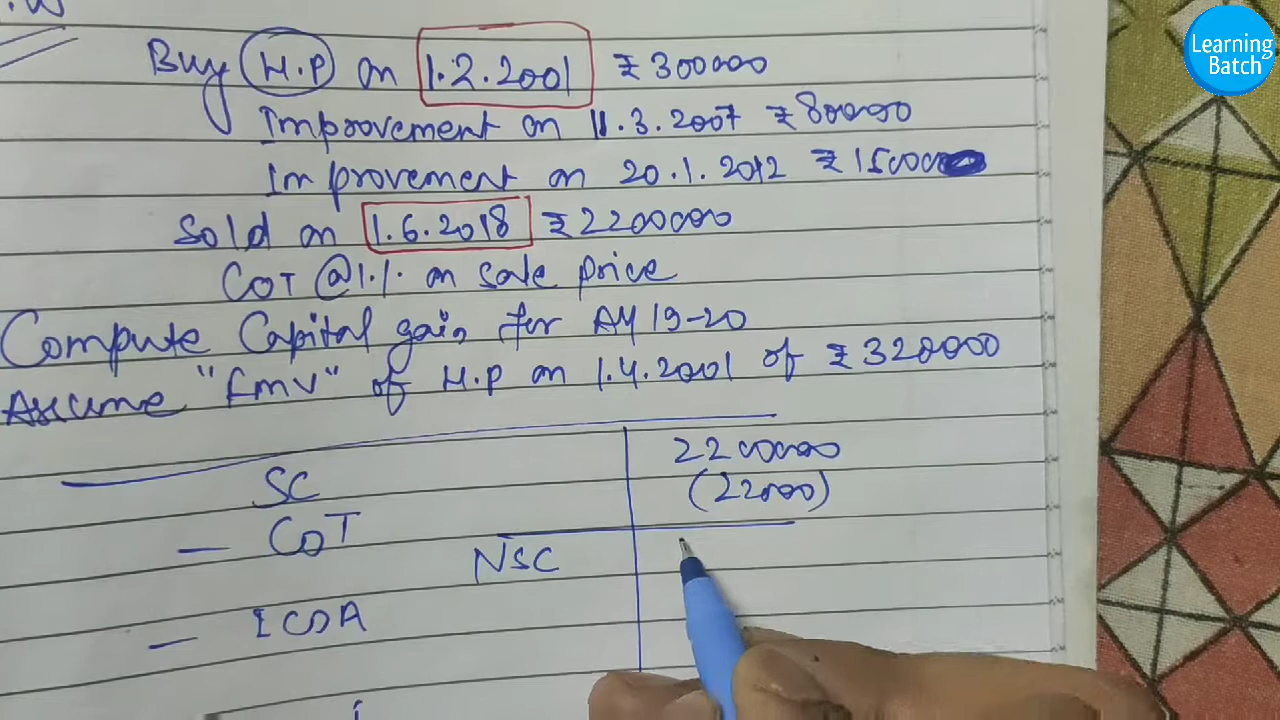 Learning
Batch
Buy H.P on 1.2.2001 ₹300000
Improvement on 11.3.2007 ₹80000
Improvement on 20.1.2012 ₹15000
Sold on 1.6.2018 ₹2200000
COT @1% on sale price
Compute Capital gain for AY 19-20
Assume "fmv" of H.P on 1.4.2001 of ₹320000
SC 2200000
— COT (22000)
NSC
— ICOA